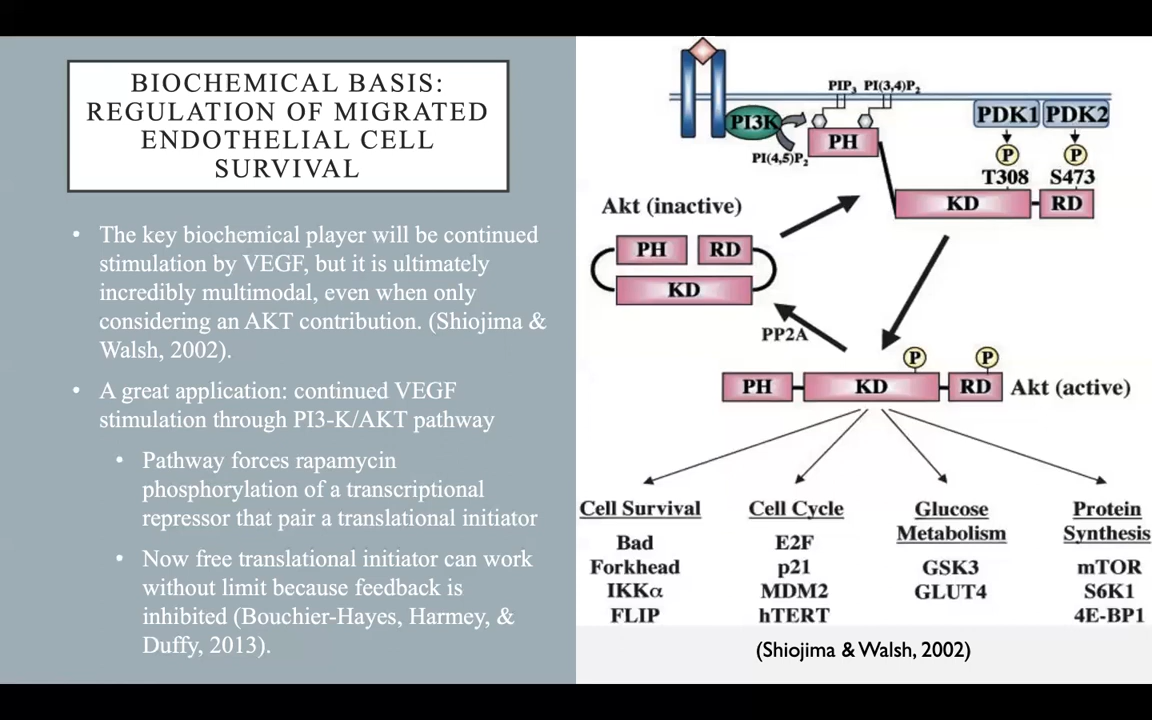 BIOCHEMICAL BASIS:
REGULATION OF MIGRATED
ENDOTHELIAL CELL
SURVIVAL
• The key biochemical player will be continued
stimulation by VEGF, but it is ultimately
incredibly multimodal, even when only
considering an AKT contribution. (Shiojima &
Walsh, 2002).
• A great application: continued VEGF
stimulation through PI3-K/AKT pathway
• Pathway forces rapamycin
phosphorylation of a transcriptional
repressor that pair a translational initiator
• Now free translational initiator can work
without limit because feedback is
inhibited (Bouchier-Hayes, Harmey, &
Duffy, 2013).
PIP3 PI(3,4)P2
PI3K
PI(4,5)P2
PH
PDK1 PDK2
P P
T308 S473
KD RD
Akt (inactive)
PH RD
KD
PP2A
P P
PH KD RD Akt (active)
Cell Survival
Bad
Forkhead
IKKα
FLIP
Cell Cycle
E2F
p21
MDM2
hTERT
Glucose
Metabolism
GSK3
GLUT4
Protein
Synthesis
mTOR
S6K1
4E-BP1
(Shiojima & Walsh, 2002)